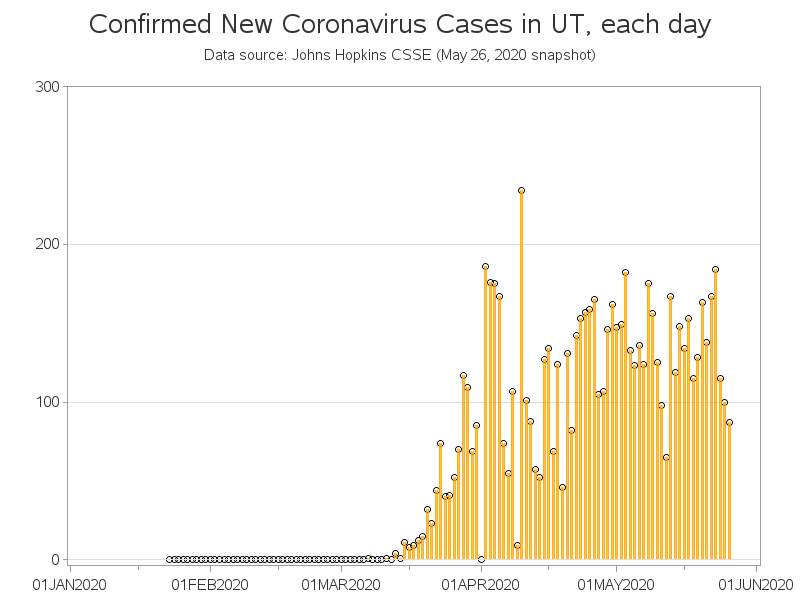 Confirmed New Coronavirus Cases in UT, each day
Data source: Johns Hopkins CSSE (May 26, 2020 snapshot)
300
200
100
0
01JAN2020 01FEB2020 01MAR2020 01APR2020 01MAY2020 01JUN2020